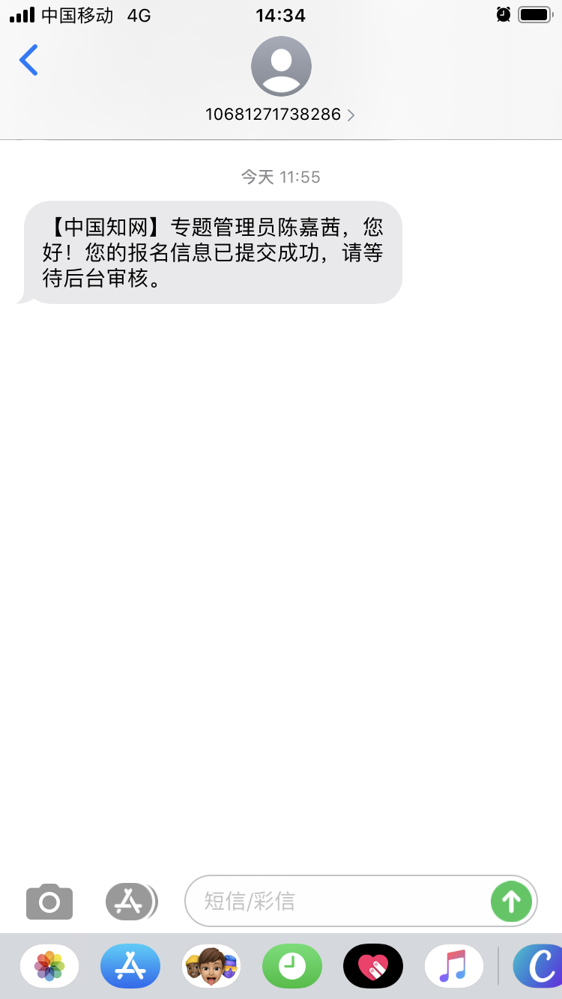 中国移动 4G 14:34
10681271738286
今天 11:55
【中国知网】专题管理员陈嘉茜，您
好！您的报名信息已提交成功，请等
待后台审核。
短信/彩信